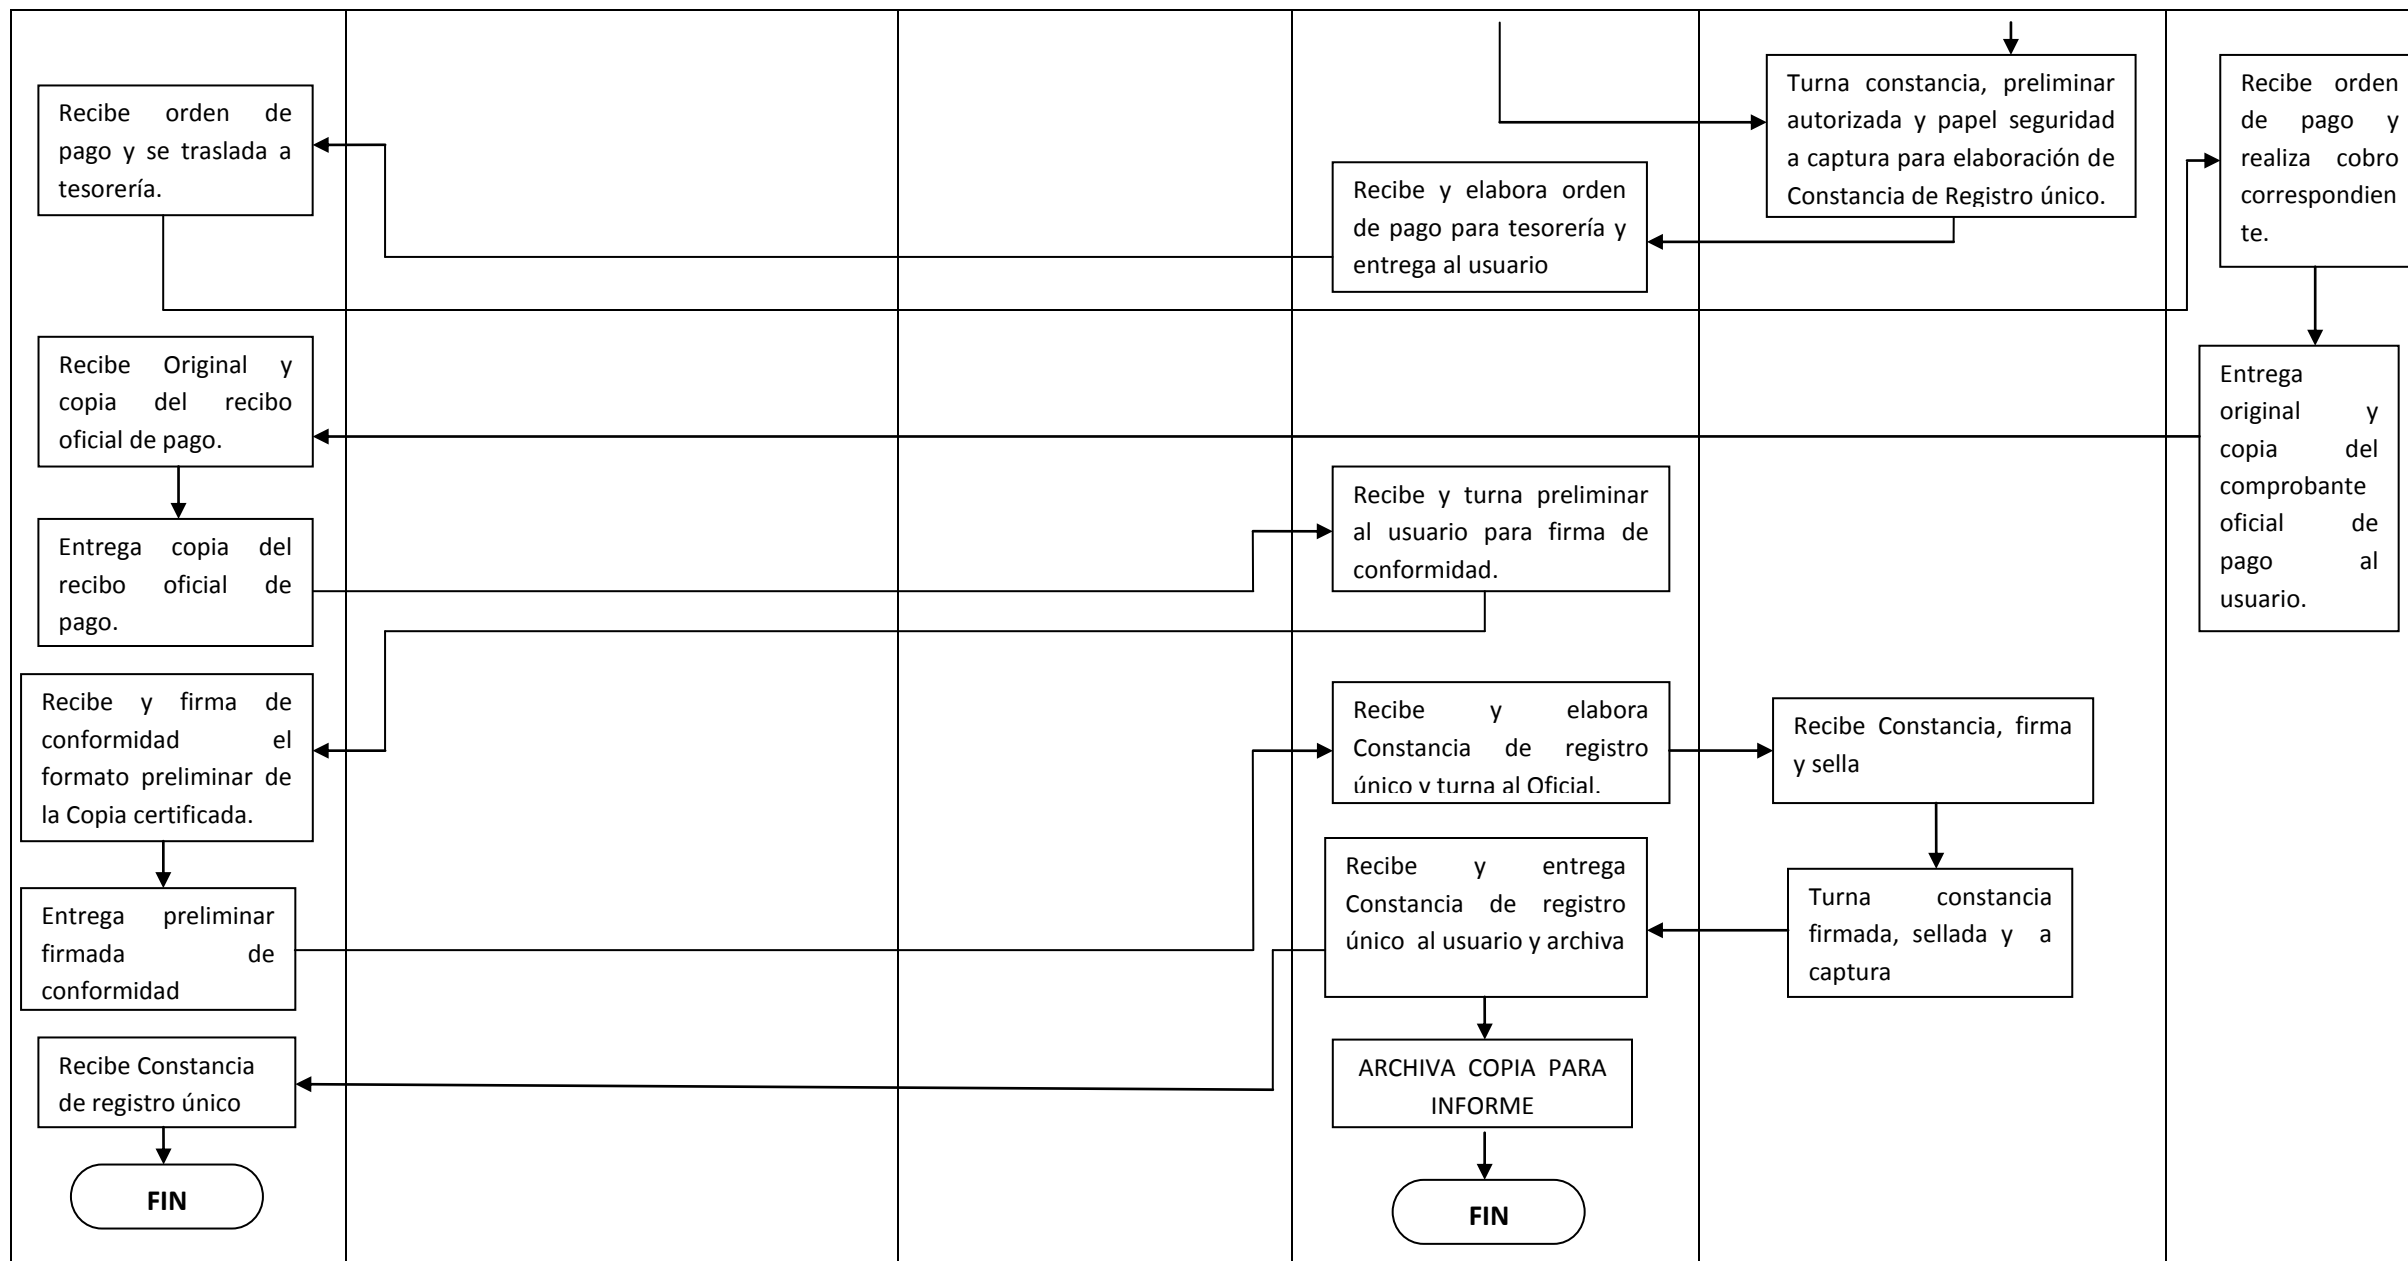 Recibe orden de
pago y se traslada a
tesorería.
Recibe Original y
copia del recibo
oficial de pago.
Entrega copia del
recibo oficial de
pago.
Recibe y firma de
conformidad el
formato preliminar de
la Copia certificada.
Entrega preliminar
firmada de
conformidad
Recibe Constancia
de registro único
FIN
Recibe y elabora orden
de pago para tesorería y
entrega al usuario
Recibe y turna preliminar
al usuario para firma de
conformidad.
Recibe y elabora
Constancia de registro
único y turna al Oficial.
Recibe y entrega
Constancia de registro
único al usuario y archiva
ARCHIVA COPIA PARA
INFORME
FIN
Turna constancia, preliminar
autorizada y papel seguridad
a captura para elaboración de
Constancia de Registro único.
Recibe Constancia, firma
y sella
Turna constancia
firmada, sellada y a
captura
Recibe orden
de pago y
realiza cobro
correspondien
te.
Entrega
original y
copia del
comprobante
oficial de
pago al
usuario.